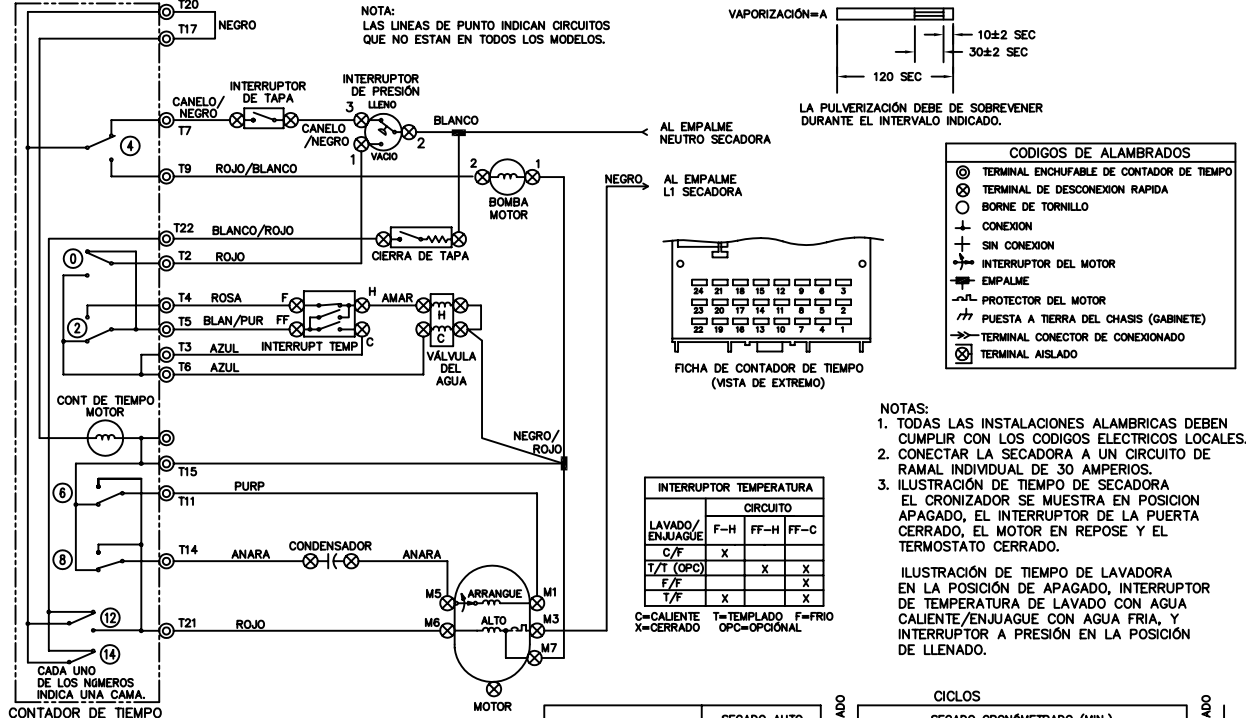 T20
T17
NEGRO
NOTA:
LAS LINEAS DE PUNTO INDICAN CIRCUITOS
QUE NO ESTAN EN TODOS LOS MODELOS.
VAPORIZACIÓN=A
10±2 SEC
30±2 SEC
120 SEC
LA PULVERIZACIÓN DEBE DE SOBREVENER
DURANTE EL INTERVALO INDICADO.
CANELO/
NEGRO
T7
INTERRUPTOR
DE TAPA
INTERRUPTOR
DE PRESIÓN
LLENO
3
CANELO
/NEGRO
1
VACIO
2
BLANCO
AL EMPALME
NEUTRO SECADORA
4
T9
ROJO/BLANCO
2
1
BOMBA
MOTOR
NEGRO
AL EMPALME
L1 SECADORA
T22
BLANCO/ROJO
CIERRA DE TAPA
0
T2
ROJO
T4
ROSA
F
H
AMAR
H
2
T5
BLAN/PUR
FF
C
C
INTERRUPT TEMP
T3
AZUL
T6
AZUL
VÁLVULA
DEL
AGUA
CONT DE TIEMPO
MOTOR
NEGRO/
ROJO
T15
6
PURP
T11
8
T14
ANARA
CONDENSADOR
ANARA
M5
ARRANGUE
M1
12
T21
ROJO
M6
ALTO
M3
M7
14
CADA UNO
DE LOS NúMEROS
INDICA UNA CAMA.
CONTADOR DE TIEMPO
MOTOR
24 21 18 15 12 9 6 3
23 20 17 14 11 8 5 2
22 19 16 13 10 7 4 1
FICHA DE CONTADOR DE TIEMPO
(VISTA DE EXTREMO)
CODIGOS DE ALAMBRADOS
TERMINAL ENCHUFABLE DE CONTADOR DE TIEMPO
TERMINAL DE DESCONEXION RAPIDA
BORNE DE TORNILLO
CONEXION
SIN CONEXION
INTERRUPTOR DEL MOTOR
EMPALME
PROTECTOR DEL MOTOR
PUESTA A TIERRA DEL CHASIS (GABINETE)
TERMINAL CONECTOR DE CONEXIONADO
TERMINAL AISLADO
INTERRUPTOR TEMPERATURA
CIRCUITO
LAVADO/
ENJUAGUE
F-H FF-H FF-C
C/F X
T/T (OPC) X X
F/F X
T/F X X
C=CALIENTE T=TEMPLADO F=FRIO
X=CERRADO OPC=OPCIÓNAL
NOTAS:
1. TODAS LAS INSTALACIONES ALAMBRICAS DEBEN
CUMPLIR CON LOS CODIGOS ELECTRICOS LOCALES.
2. CONECTAR LA SECADORA A UN CIRCUITO DE
RAMAL INDIVIDUAL DE 30 AMPERIOS.
3. ILUSTRACIÓN DE TIEMPO DE SECADORA
EL CRONIZADOR SE MUESTRA EN POSICION
APAGADO, EL INTERRUPTOR DE LA PUERTA
CERRADO, EL MOTOR EN REPOSE Y EL
TERMOSTATO CERRADO.
ILUSTRACIÓN DE TIEMPO DE LAVADORA
EN LA POSICIÓN DE APAGADO, INTERRUPTOR
DE TEMPERATURA DE LAVADO CON AGUA
CALIENTE/ENJUAGUE CON AGUA FRIA, Y
INTERRUPTOR A PRESIÓN EN LA POSICIÓN
DE LLENADO.
CICLOS